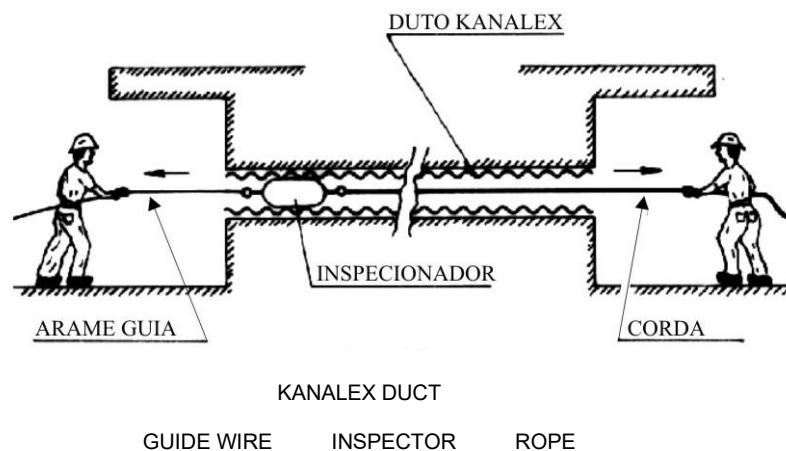 DUTO KANALEX
INSPECIONADOR
ARAME GUIA
CORDA
KANALEX DUCT
GUIDE WIRE INSPECTOR ROPE